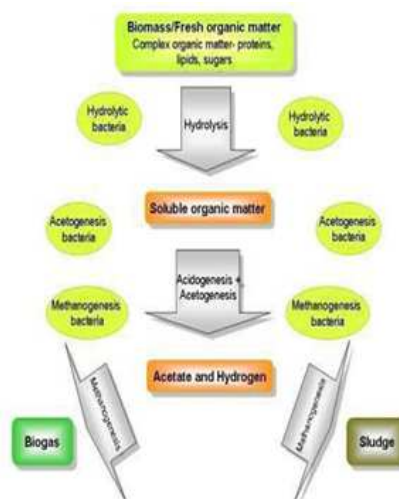 Biomass/Fresh organic matter
Complex organic matter- proteins,
lipids, sugars
Hydrolytic
bacteria
Hydrolysis
Hydrolytic
bacteria
Soluble organic matter
Acetogenesis
bacteria
Acetogenesis
bacteria
Acidogenesis +
Acetogenesis
Methanogenesis
bacteria
Methanogenesis
bacteria
Acetate and Hydrogen
Methanogenesis
Methanogenesis
Biogas
Sludge